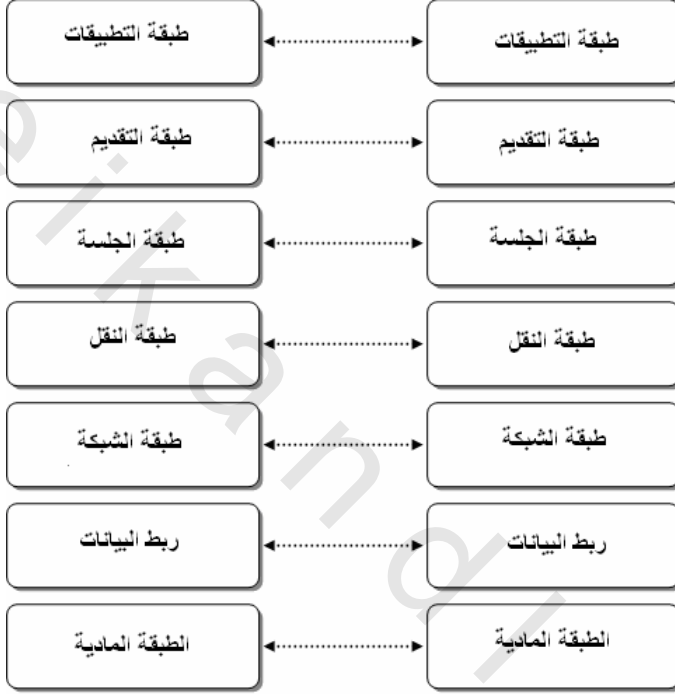 طبقة التطبيقات
طبقة التطبيقات
طبقة التقديم
طبقة التقديم
طبقة الجلسة
طبقة الجلسة
طبقة النقل
طبقة النقل
طبقة الشبكة
طبقة الشبكة
ربط البيانات
ربط البيانات
الطبقة المادية
الطبقة المادية
eikandl